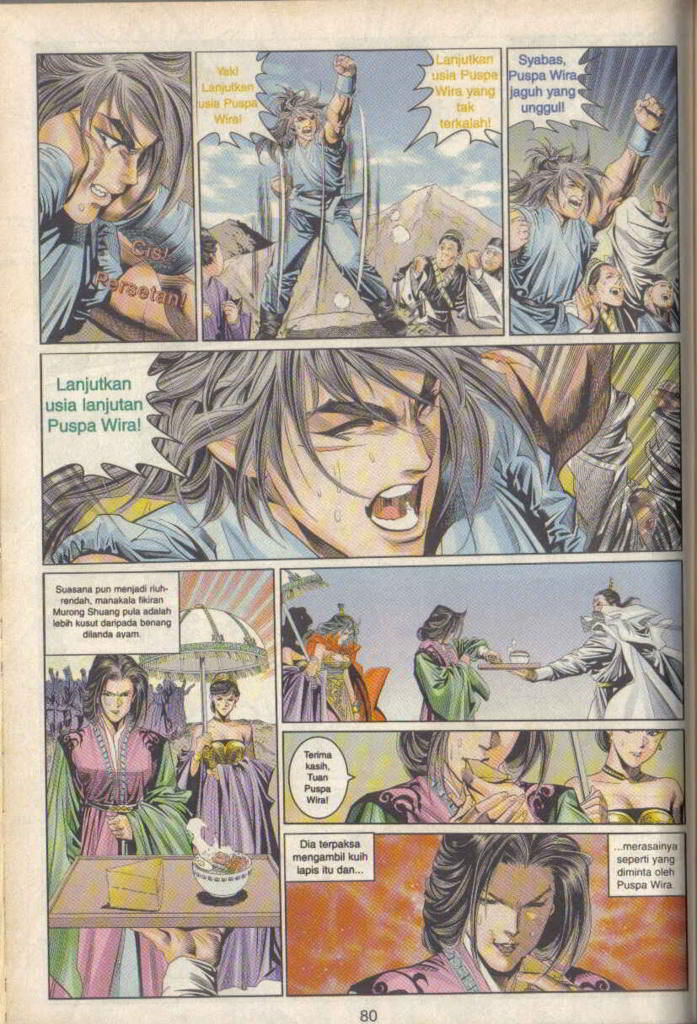 Cis!
Persetan!
Yak!
Lanjutkan
usia Puspa
Wira!
Lanjutkan
usia Puspa
Wira yang
tak
terkalah!
Syabas,
Puspa Wira
jaguh yang
unggul!
Lanjutkan
usia lanjutan
Puspa Wira!
Suasana pun menjadi riuh-
rendah, manakala fikiran
Murong Shuang pula adalah
lebih kusut daripada benang
dilanda ayam.
Terima
kasih,
Tuan
Puspa
Wira!
Dia terpaksa
mengambil kuih
lapis itu dan...
...merasainya
seperti yang
diminta oleh
Puspa Wira.
80